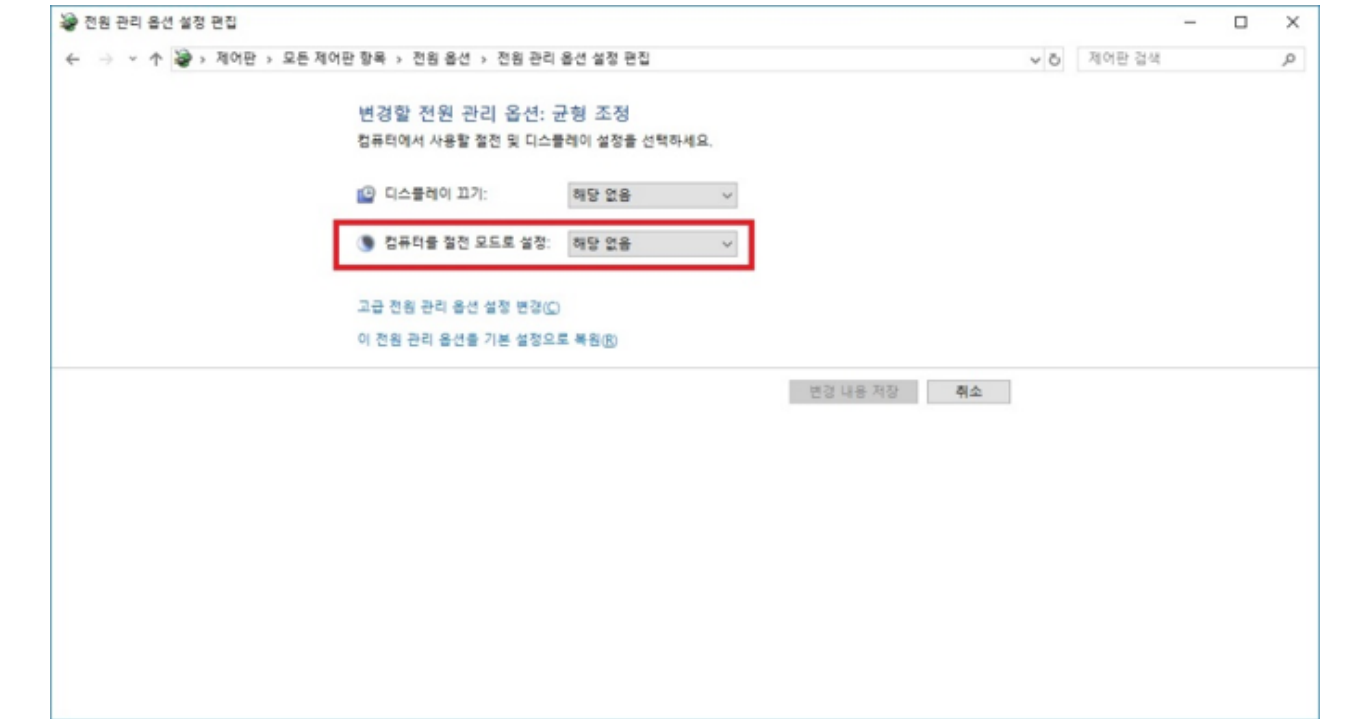 전원 관리 옵션 설정 편집
제어판 › 모든 제어판 항목 › 전원 옵션 › 전원 관리 옵션 설정 편집
제어판 검색
변경할 전원 관리 옵션: 균형 조정
컴퓨터에서 사용할 절전 및 디스플레이 설정을 선택하세요.
디스플레이 끄기: 해당 없음
컴퓨터를 절전 모드로 설정: 해당 없음
고급 전원 관리 옵션 설정 변경(C)
이 전원 관리 옵션을 기본 설정으로 복원(R)
변경 내용 저장 취소